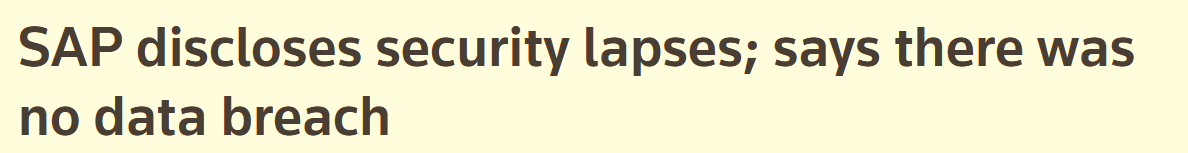 SAP discloses security lapses; says there was
no data breach